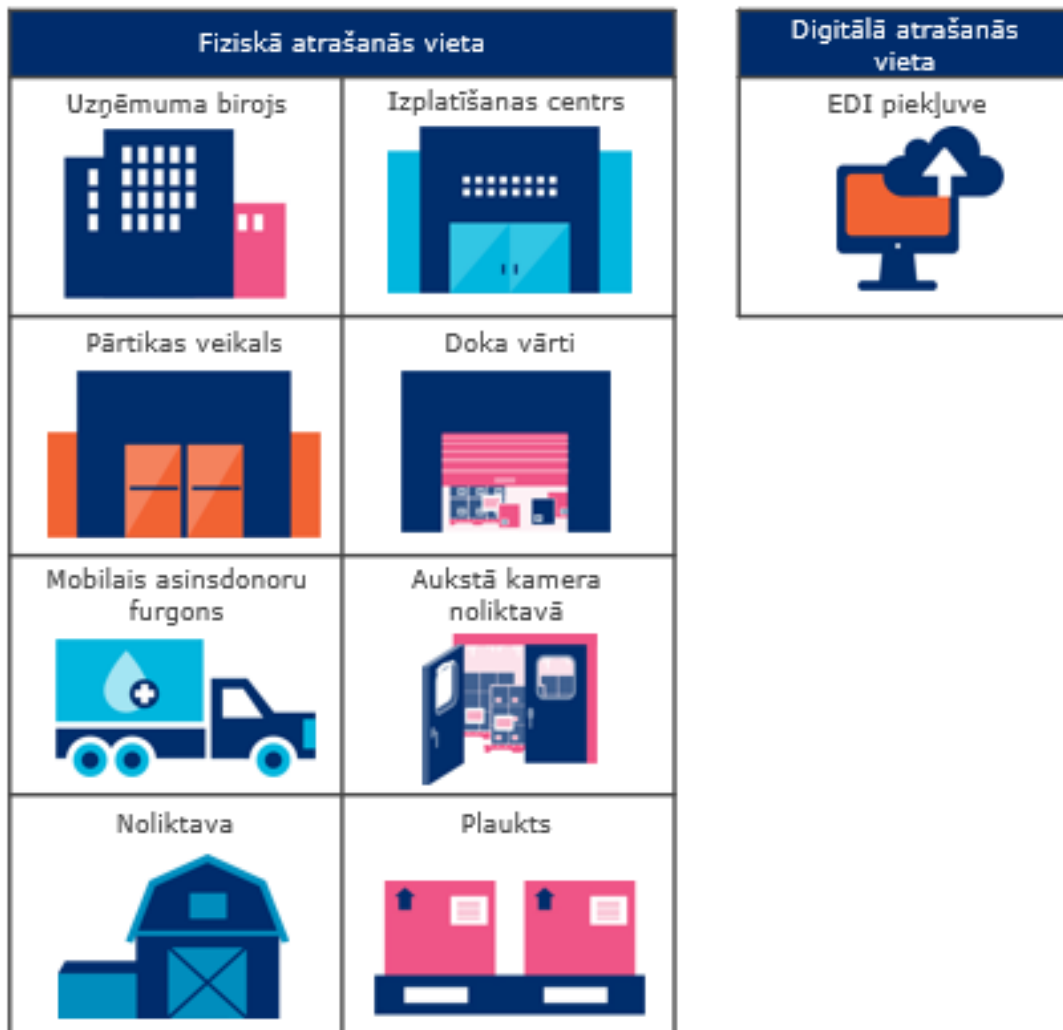 Fiziskā atrašanās vieta
Uzņēmuma birojs
Izplatīšanas centrs
Pārtikas veikals
Doka vārti
Mobilais asinsdonoru
furgons
Aukstā kamera
noliktavā
Noliktava
Plaukts
Digitālā atrašanās
vieta
EDI piekļuve